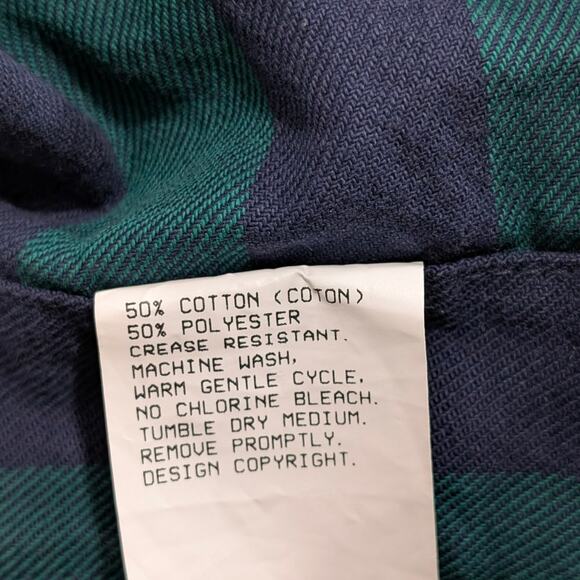 50% COTTON (COTON)
50% POLYESTER
CREASE RESISTANT.
MACHINE WASH,
WARM GENTLE CYCLE,
NO CHLORINE BLEACH.
TUMBLE DRY MEDIUM.
REMOVE PROMPTLY.
DESIGN COPYRIGHT.